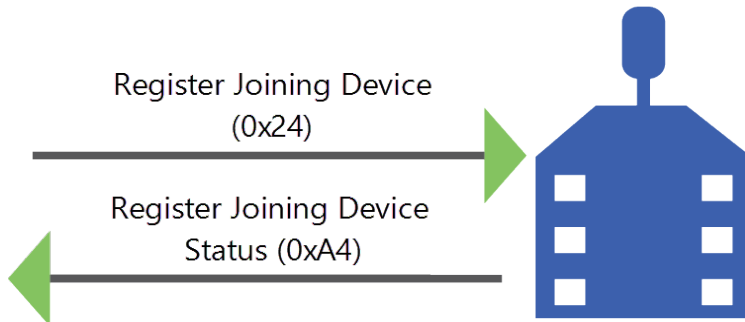 Register Joining Device
(0x24)
Register Joining Device
Status (0xA4)